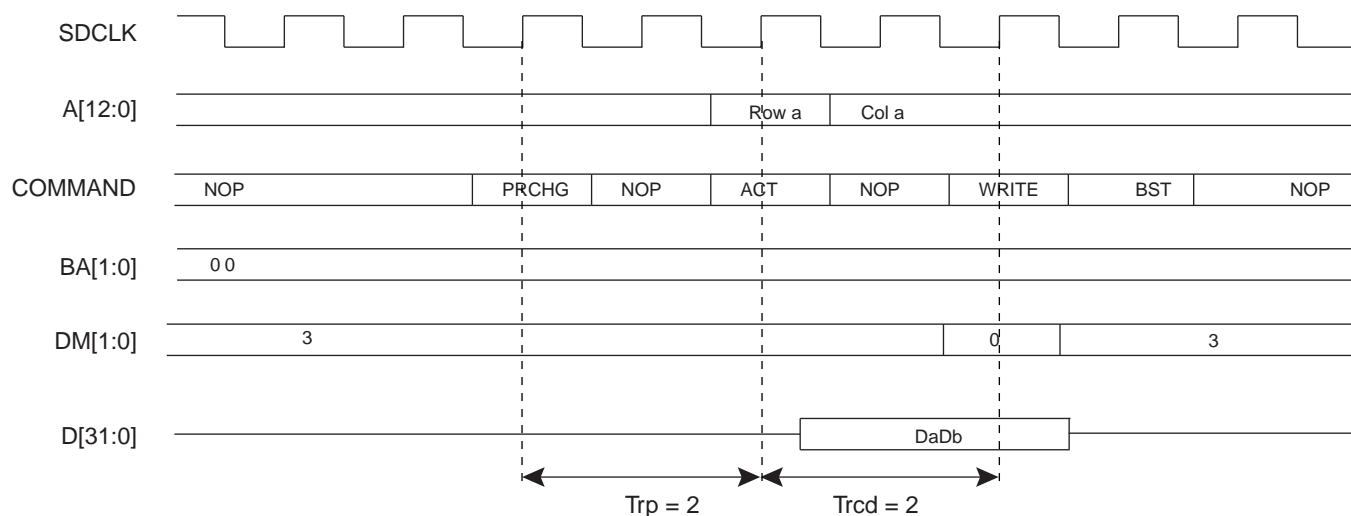 SDCLK
A[12:0] Row a Col a
COMMAND NOP PRCHG NOP ACT NOP WRITE BST NOP
BA[1:0] 0 0
DM[1:0] 3 0 3
D[31:0] DaDb
Trp = 2 Trcd = 2